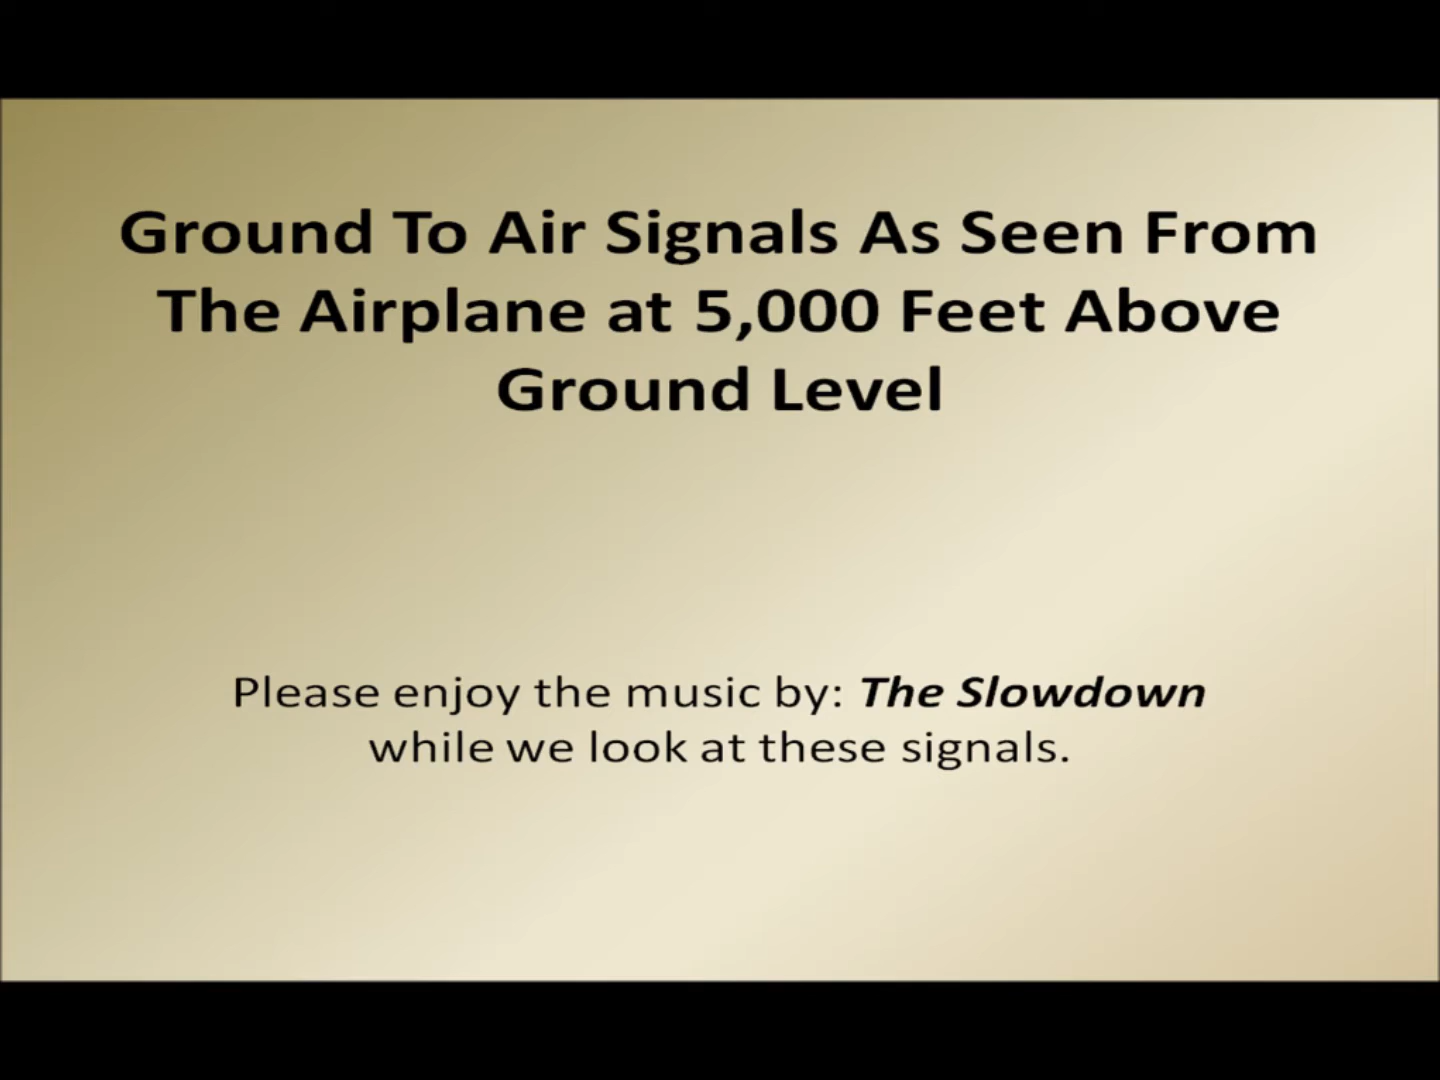 Ground To Air Signals As Seen From
The Airplane at 5,000 Feet Above
Ground Level
Please enjoy the music by: The Slowdown
while we look at these signals.